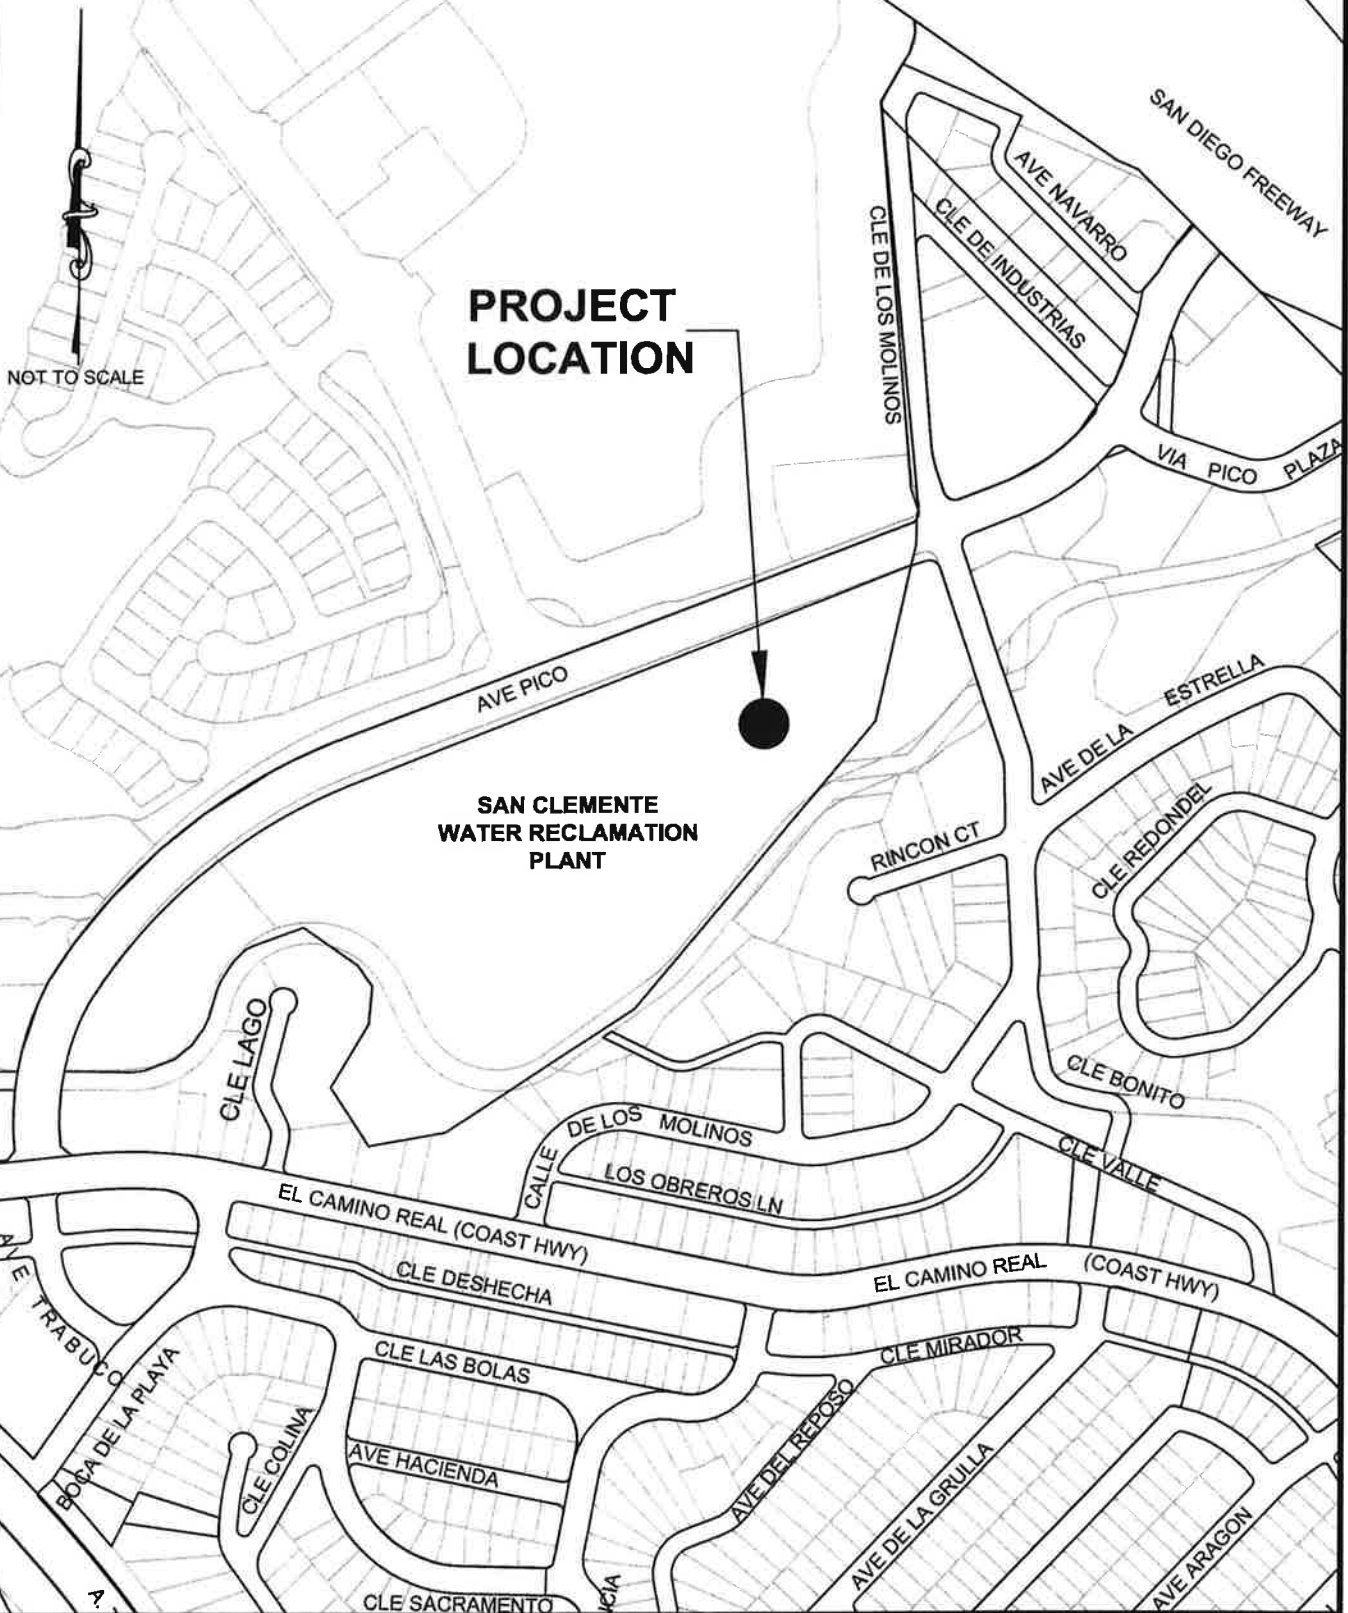 SAN DIEGO FREEWAY
AVE NAVARRO
CLE DE INDUSTRIAS
CLE DE LOS MOLINOS
PROJECT
LOCATION
NOT TO SCALE
VIA PICO PLAZA
AVE PICO
AVE DE LA ESTRELLA
SAN CLEMENTE
WATER RECLAMATION
PLANT
CLE REDONDEL
RINCON CT
CLE LAGO
CLE BONITO
CALLE DE LOS MOLINOS
CLE VALLE
LOS OBREROS LN
EL CAMINO REAL (COAST HWY)
EL CAMINO REAL (COAST HWY)
CLE DESHECHA
AVE TRABUCO
CLE MIRADOR
CLE LAS BOLAS
BOCA DE LA PLAYA
CLE COLINA
AVE HACIENDA
AVE DEL REPOSO
AVE DE LA GRULLA
AVE ARAGON
CLE SACRAMENTO